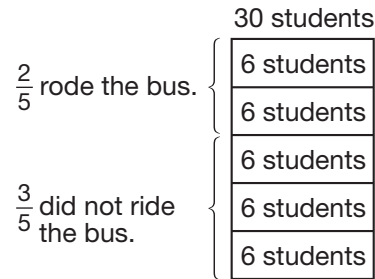 30 students
6 students
2/5 rode the bus.
6 students
6 students
3/5 did not ride
the bus.
6 students
6 students